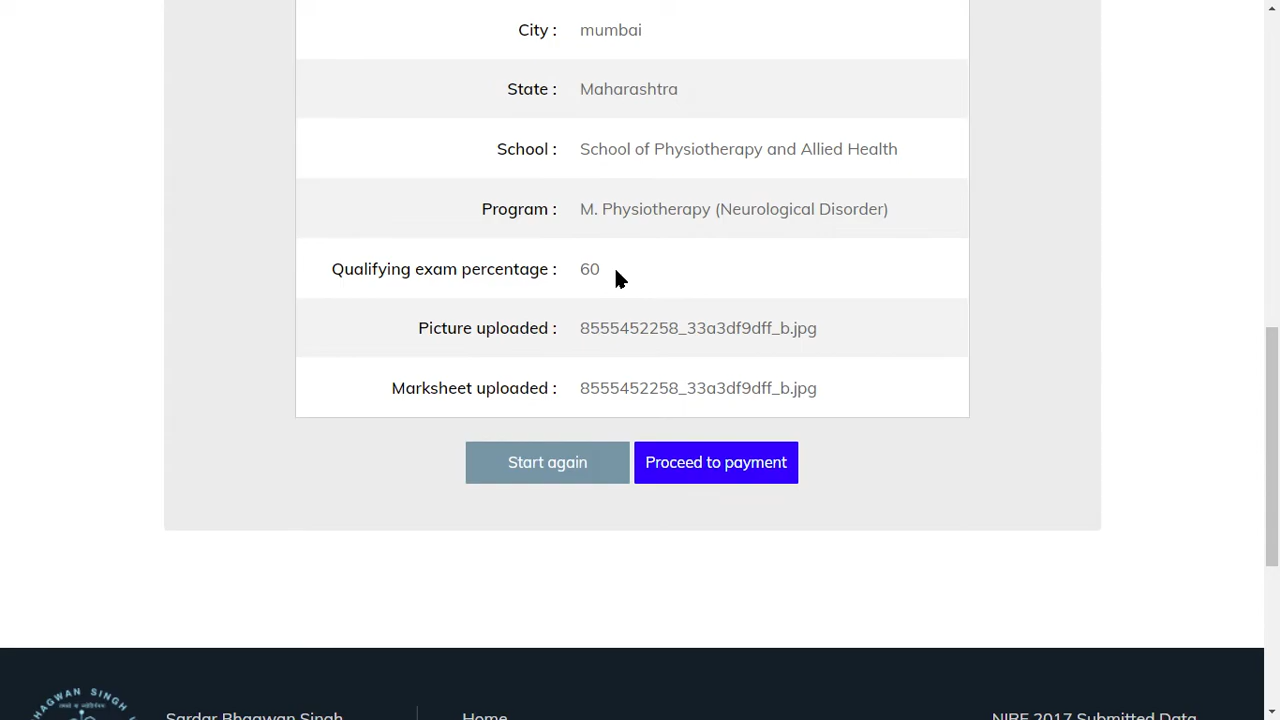 City : mumbai
State : Maharashtra
School : School of Physiotherapy and Allied Health
Program : M. Physiotherapy (Neurological Disorder)
Qualifying exam percentage : 60
Picture uploaded : 8555452258_33a3df9dff_b.jpg
Marksheet uploaded : 8555452258_33a3df9dff_b.jpg
Start again Proceed to payment
BHAGWAN SINGH
Sardar Bhagwan Singh Home NIRF 2017 Submitted Data